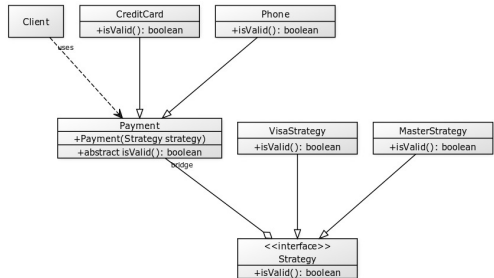 Client
CreditCard
+isValid(): boolean
Phone
+isValid(): boolean
uses
Payment
+Payment(Strategy strategy)
+abstract isValid(): boolean
VisaStrategy
+isValid(): boolean
MasterStrategy
+isValid(): boolean
bridge
<<interface>>
Strategy
+isValid(): boolean